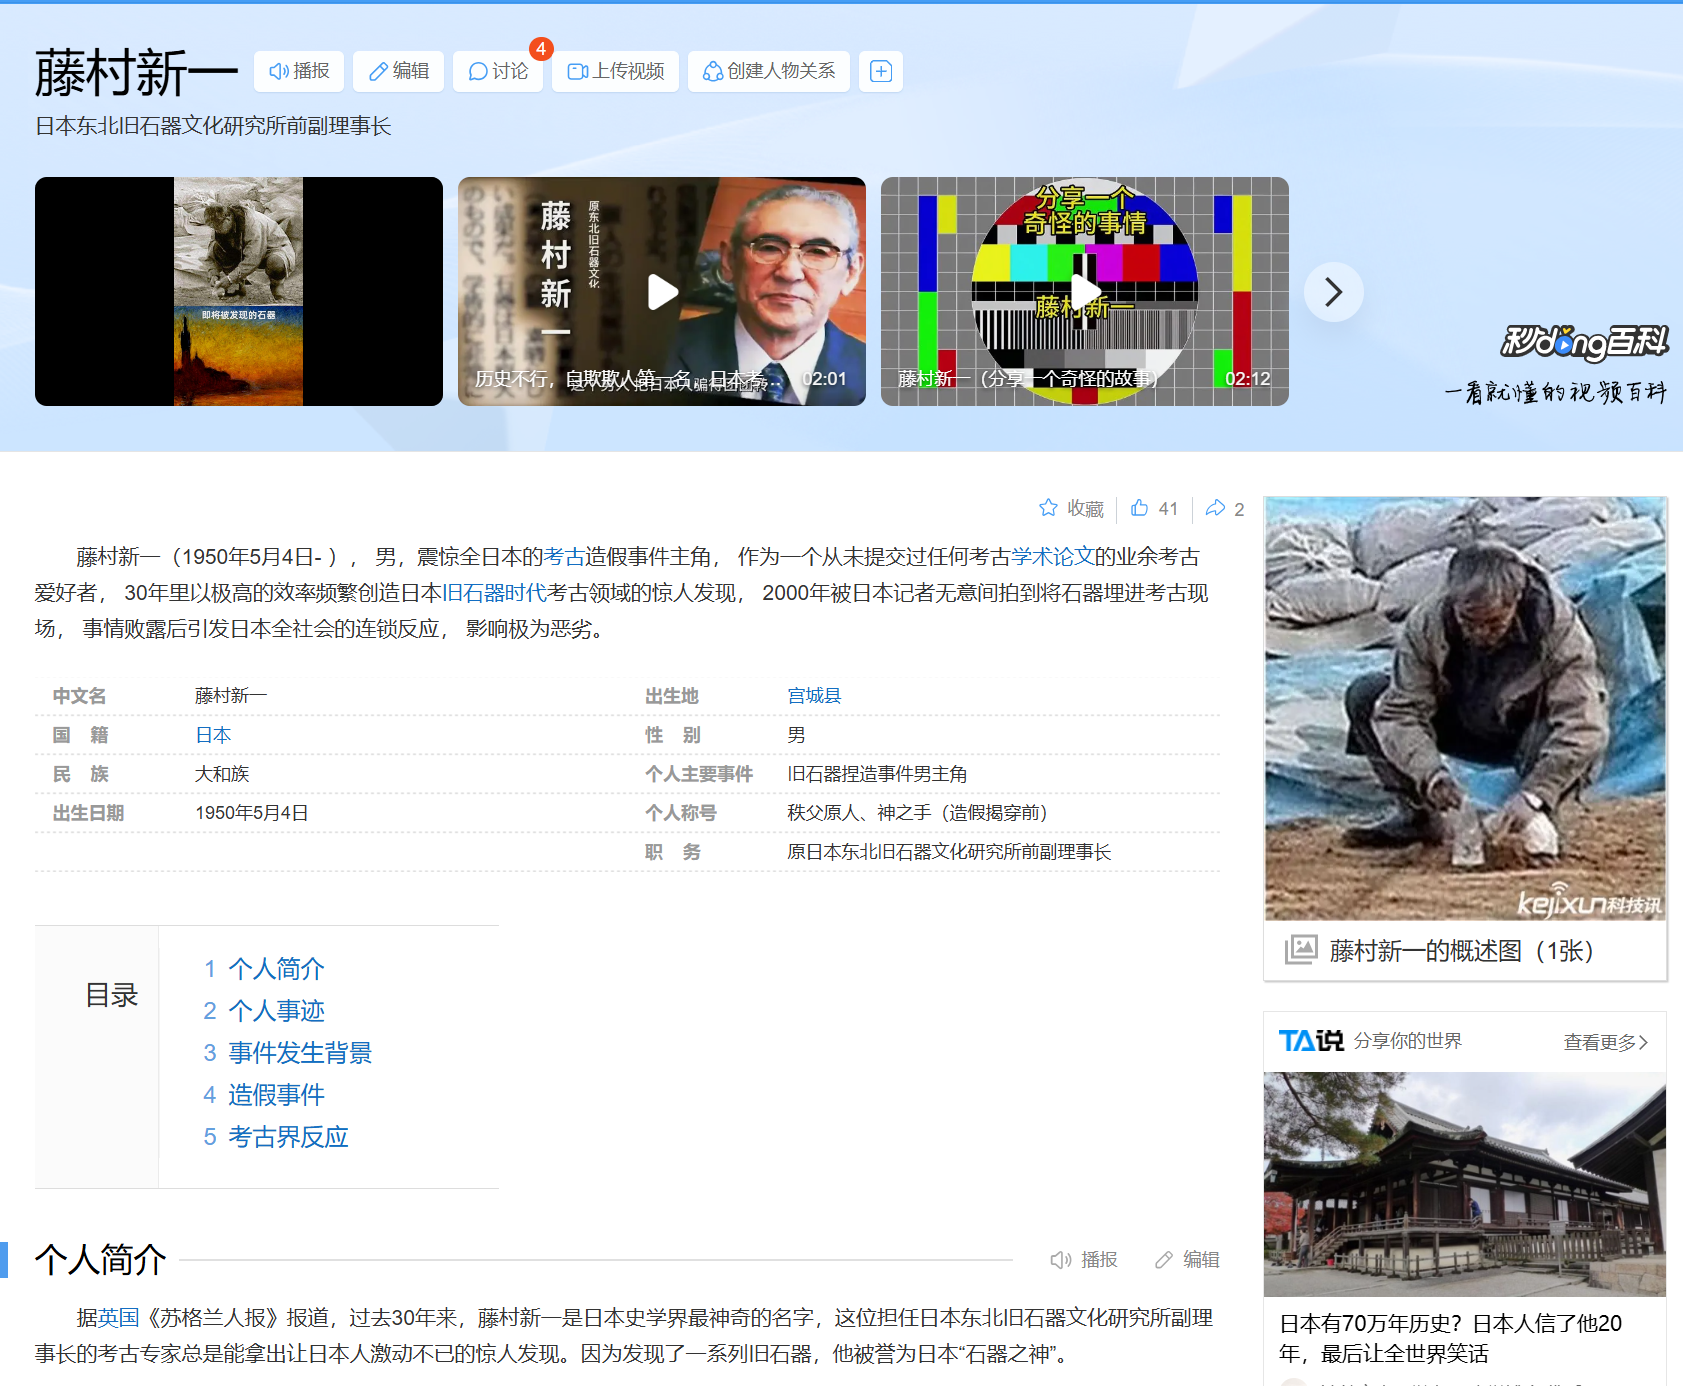 藤村新一
播报
编辑
讨论
4
上传视频
创建人物关系
日本东北旧石器文化研究所前副理事长
即将被发现的石器
藤村新一
原东北旧石器文化
历史不行，自欺欺人第一名，日本考...
02:01
分享一个
奇怪的事情
藤村新一
藤村新一（分享一个奇怪的故事）
02:12
秒dong百科
一看就懂的视频百科
收藏
41
2
藤村新一（1950年5月4日- ）， 男，震惊全日本的考古造假事件主角， 作为一个从未提交过任何考古学术论文的业余考古
爱好者， 30年里以极高的效率频繁创造日本旧石器时代考古领域的惊人发现， 2000年被日本记者无意间拍到将石器埋进考古现
场， 事情败露后引发日本全社会的连锁反应， 影响极为恶劣。
中文名 藤村新一
国 籍 日本
民 族 大和族
出生日期 1950年5月4日
出生地 宫城县
性 别 男
个人主要事件 旧石器捏造事件男主角
个人称号 秩父原人、神之手（造假揭穿前）
职 务 原日本东北旧石器文化研究所前副理事长
目录
1 个人简介
2 个人事迹
3 事件发生背景
4 造假事件
5 考古界反应
个人简介
播报
编辑
据英国《苏格兰人报》报道，过去30年来，藤村新一是日本史学界最神奇的名字，这位担任日本东北旧石器文化研究所副理
事长的考古专家总是能拿出让日本人激动不已的惊人发现。因为发现了一系列旧石器，他被誉为日本“石器之神”。
kejixun科技讯
藤村新一的概述图（1张）
TA说 分享你的世界
查看更多
日本有70万年历史？日本人信了他20
年，最后让全世界笑话